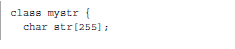 class mystr {
  char str[255];